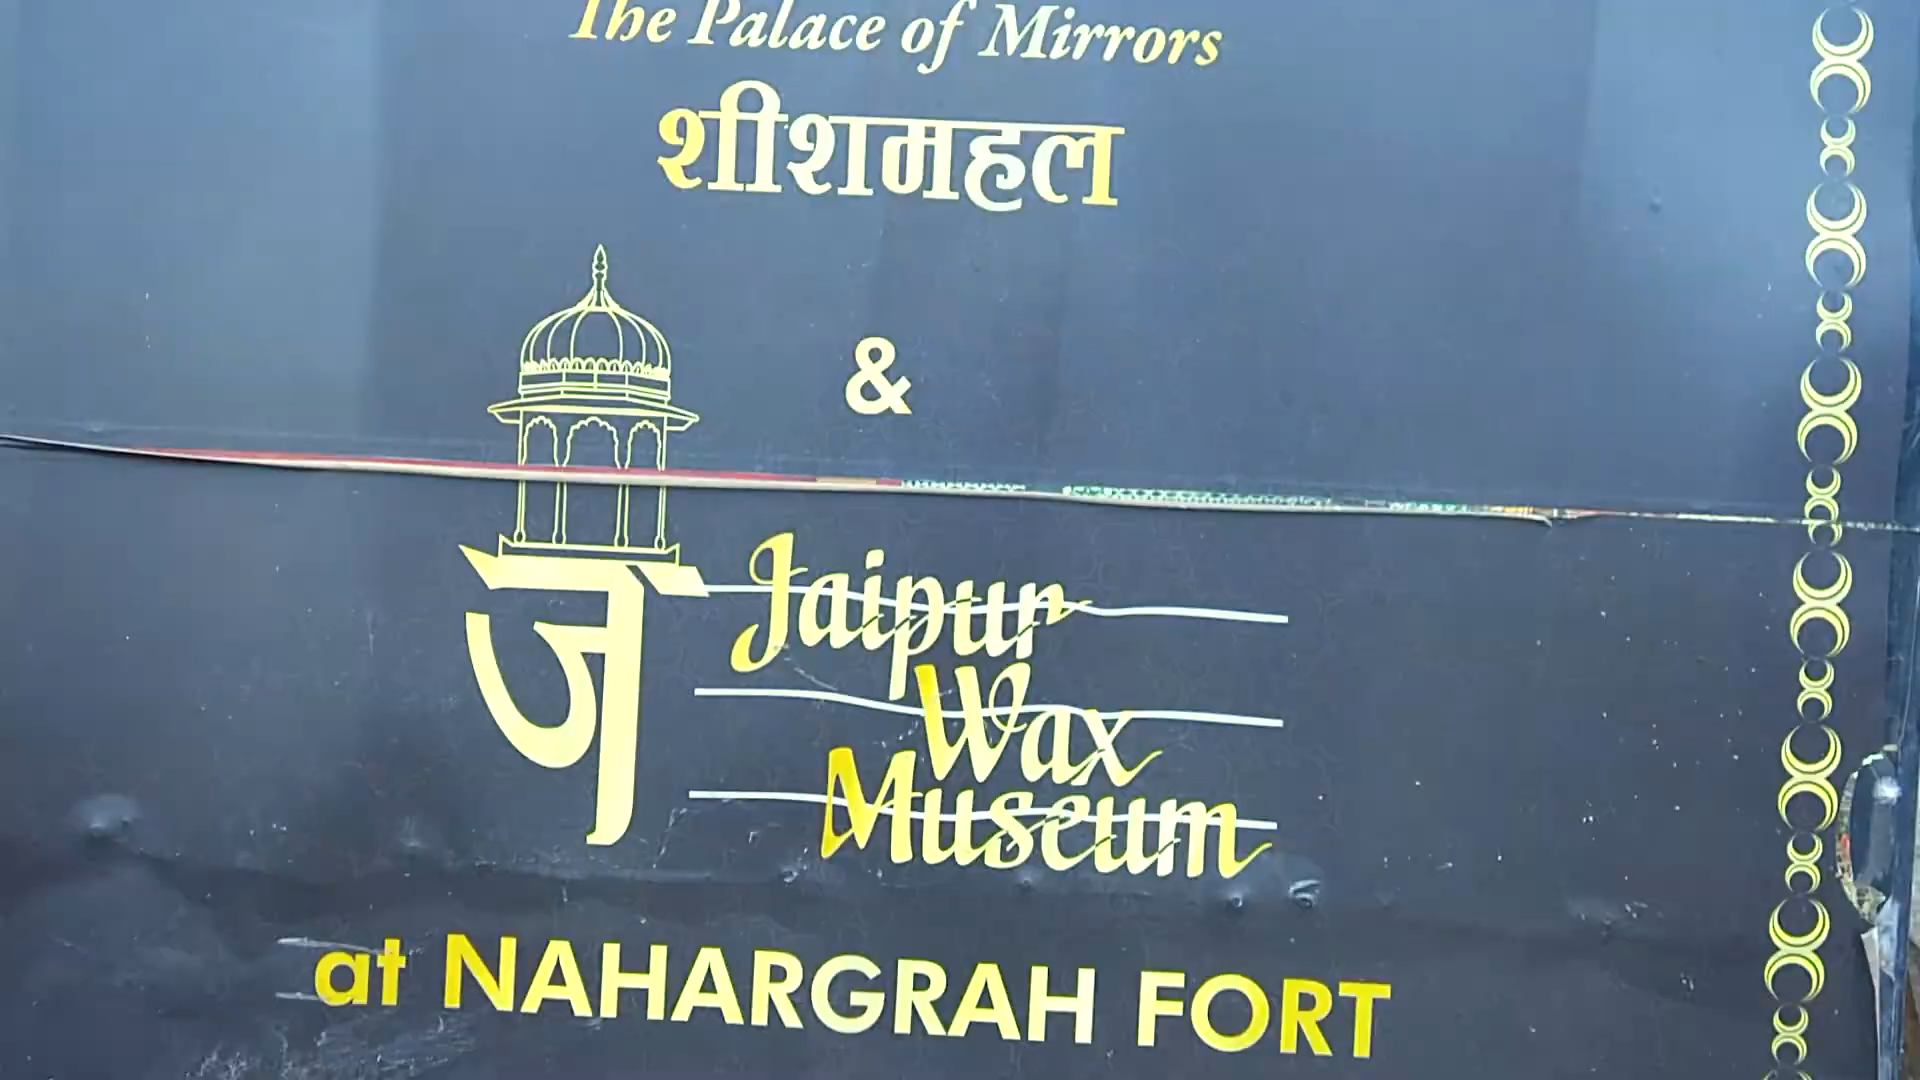 The Palace of Mirrors
शीशमहल
&
ज
Jaipur
Wax
Museum
at NAHARGRAH FORT